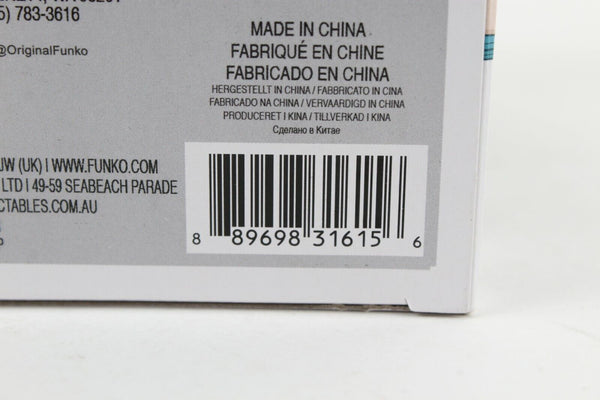 5) 783-3616
@OriginalFunko
MADE IN CHINA
FABRIQUÉ EN CHINE
FABRICADO EN CHINA
HERGESTELLT IN CHINA / FABBRICATO IN CINA
FABRICADO NA CHINA / VERVAARDIGD IN CHINA
PRODUCERET I KINA / TILLVERKAD I KINA
Сделано в Китае
JW (UK) I WWW.FUNKO.COM
LTD I 49-59 SEABEACH PARADE
CTABLES.COM.AU
8 89698 31615 6